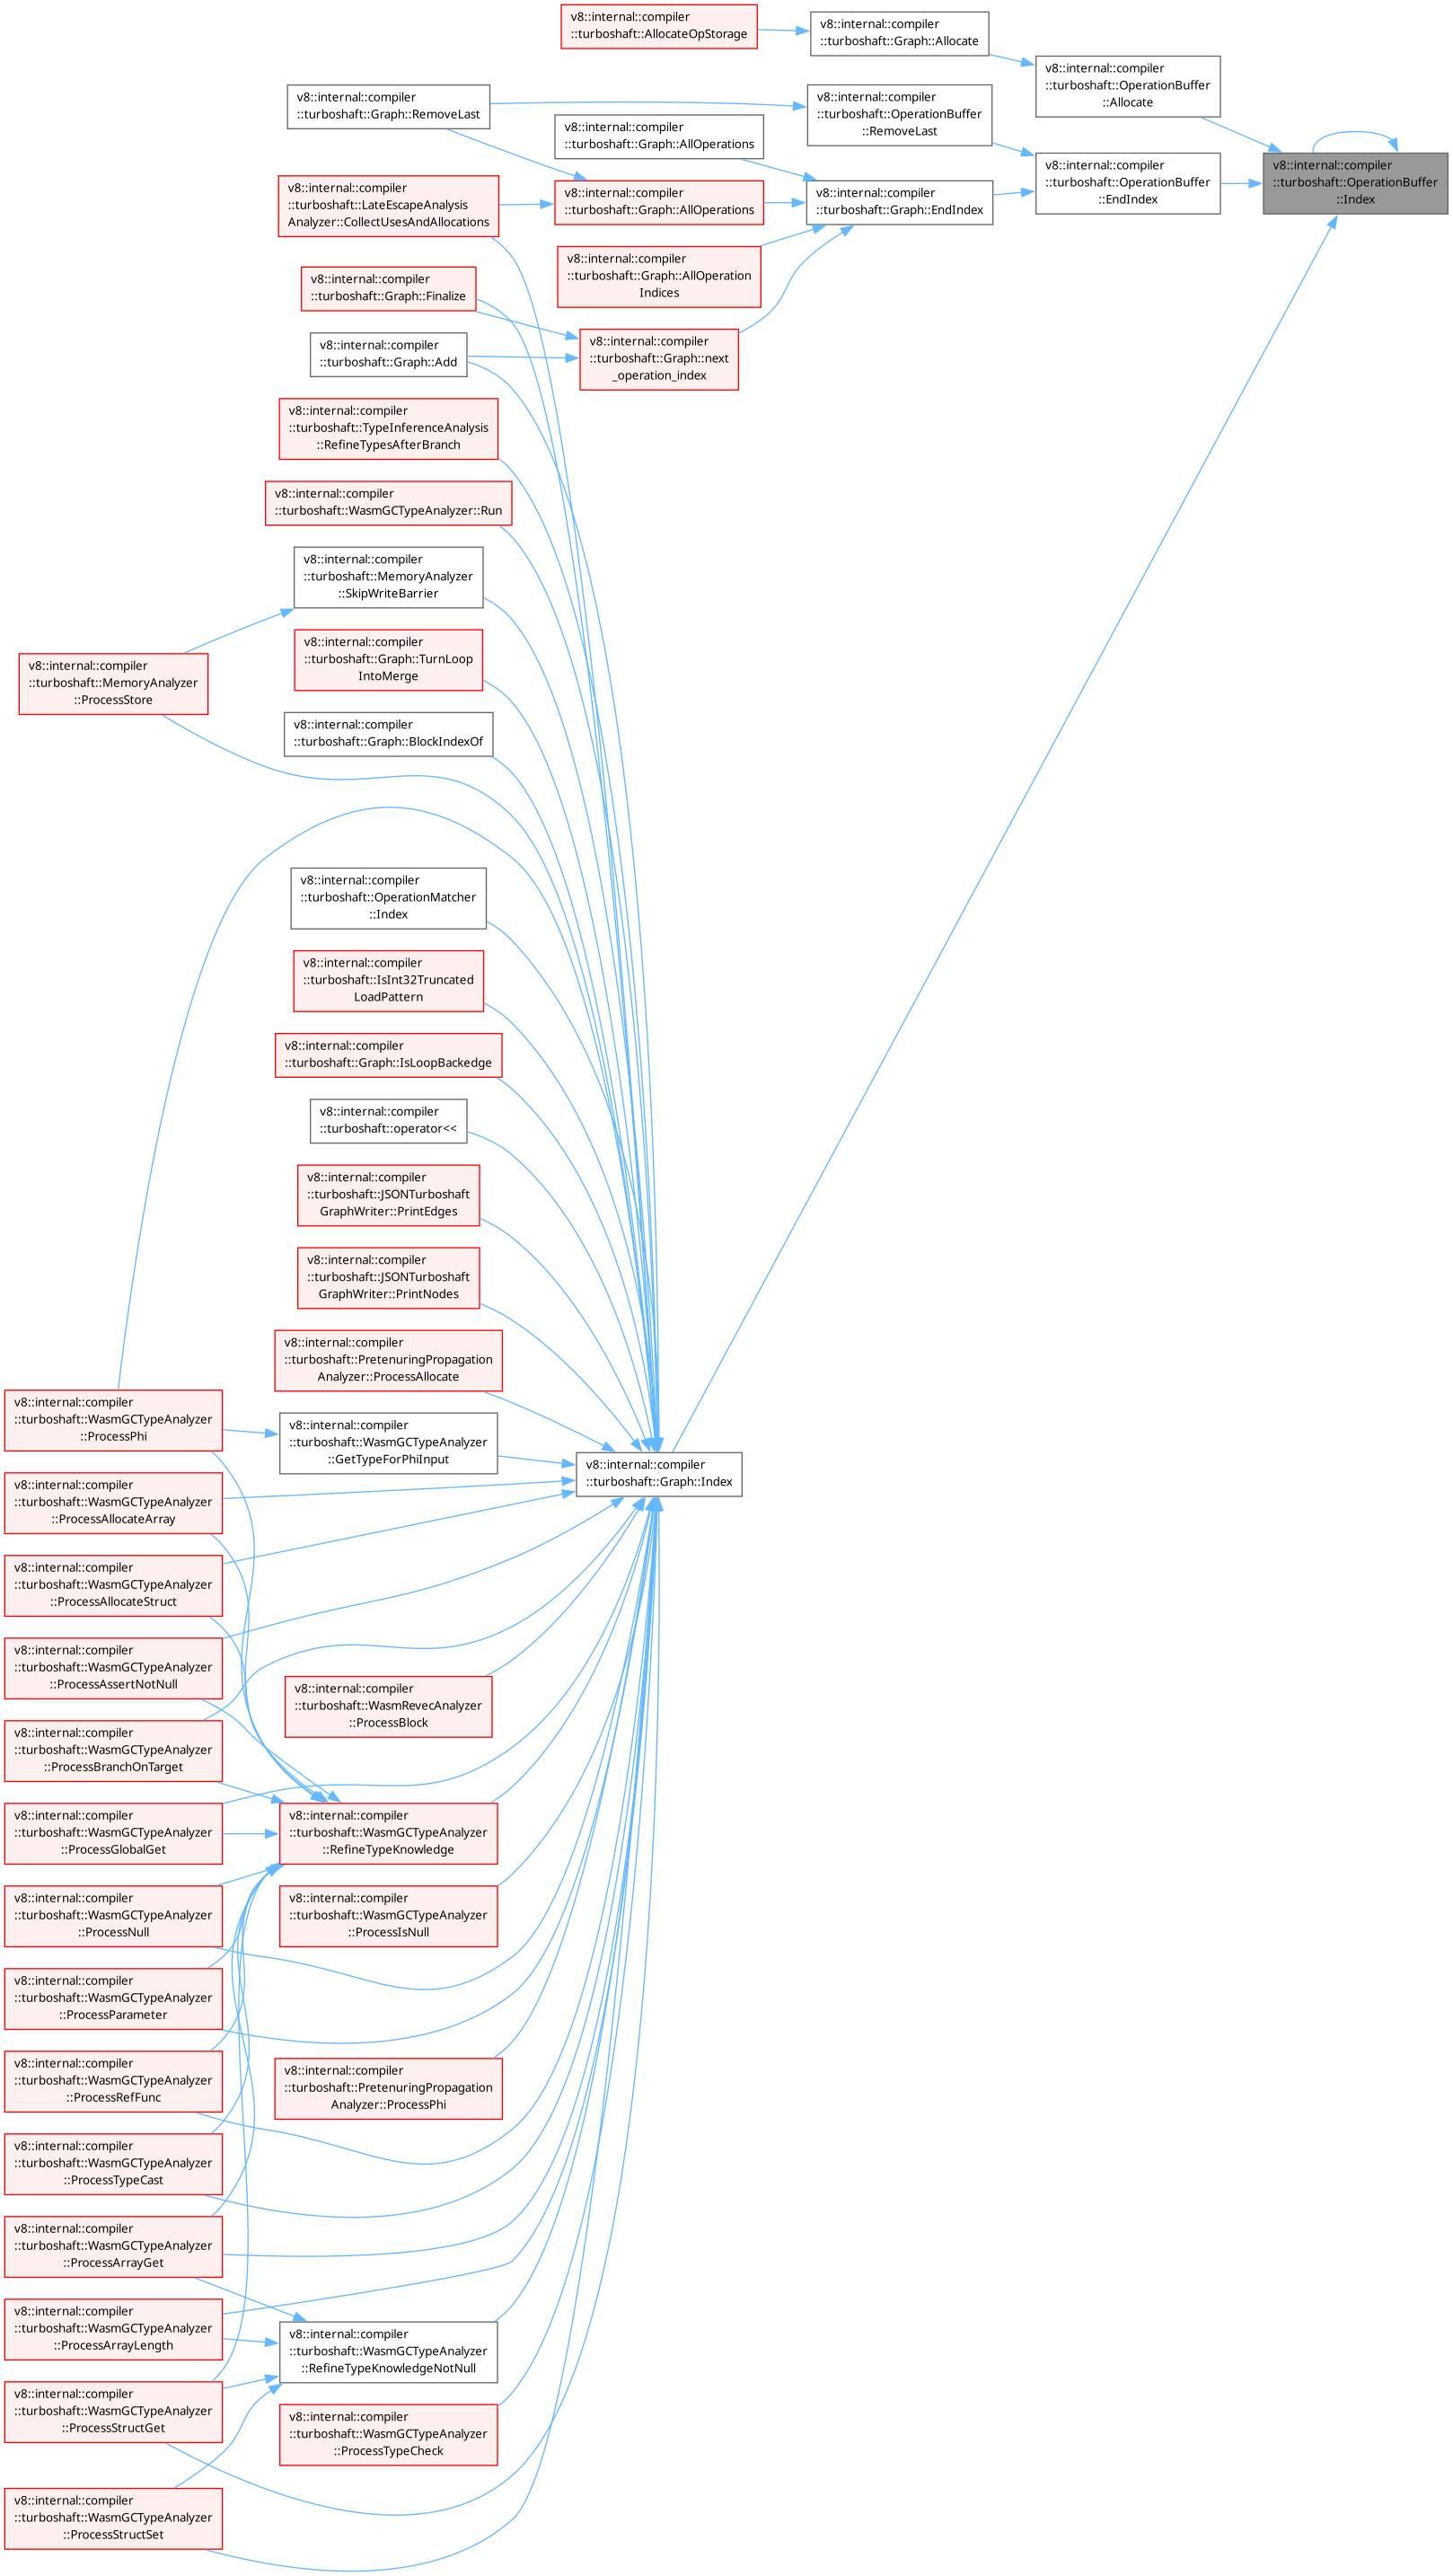 v8::internal::compiler
::turboshaft::AllocateOpStorage
v8::internal::compiler
::turboshaft::Graph::Allocate
v8::internal::compiler
::turboshaft::OperationBuffer
::Allocate
v8::internal::compiler
::turboshaft::Graph::RemoveLast
v8::internal::compiler
::turboshaft::OperationBuffer
::RemoveLast
v8::internal::compiler
::turboshaft::Graph::AllOperations
v8::internal::compiler
::turboshaft::OperationBuffer
::Index
v8::internal::compiler
::turboshaft::OperationBuffer
::EndIndex
v8::internal::compiler
::turboshaft::LateEscapeAnalysis
Analyzer::CollectUsesAndAllocations
v8::internal::compiler
::turboshaft::Graph::AllOperations
v8::internal::compiler
::turboshaft::Graph::EndIndex
v8::internal::compiler
::turboshaft::Graph::AllOperation
Indices
v8::internal::compiler
::turboshaft::Graph::Finalize
v8::internal::compiler
::turboshaft::Graph::Add
v8::internal::compiler
::turboshaft::Graph::next
_operation_index
v8::internal::compiler
::turboshaft::TypeInferenceAnalysis
::RefineTypesAfterBranch
v8::internal::compiler
::turboshaft::WasmGCTypeAnalyzer::Run
v8::internal::compiler
::turboshaft::MemoryAnalyzer
::SkipWriteBarrier
v8::internal::compiler
::turboshaft::MemoryAnalyzer
::ProcessStore
v8::internal::compiler
::turboshaft::Graph::TurnLoop
IntoMerge
v8::internal::compiler
::turboshaft::Graph::BlockIndexOf
v8::internal::compiler
::turboshaft::OperationMatcher
::Index
v8::internal::compiler
::turboshaft::IsInt32Truncated
LoadPattern
v8::internal::compiler
::turboshaft::Graph::IsLoopBackedge
v8::internal::compiler
::turboshaft::operator<<
v8::internal::compiler
::turboshaft::JSONTurboshaft
GraphWriter::PrintEdges
v8::internal::compiler
::turboshaft::JSONTurboshaft
GraphWriter::PrintNodes
v8::internal::compiler
::turboshaft::PretenuringPropagation
Analyzer::ProcessAllocate
v8::internal::compiler
::turboshaft::WasmGCTypeAnalyzer
::ProcessPhi
v8::internal::compiler
::turboshaft::WasmGCTypeAnalyzer
::GetTypeForPhiInput
v8::internal::compiler
::turboshaft::Graph::Index
v8::internal::compiler
::turboshaft::WasmGCTypeAnalyzer
::ProcessAllocateArray
v8::internal::compiler
::turboshaft::WasmGCTypeAnalyzer
::ProcessAllocateStruct
v8::internal::compiler
::turboshaft::WasmGCTypeAnalyzer
::ProcessAssertNotNull
v8::internal::compiler
::turboshaft::WasmRevecAnalyzer
::ProcessBlock
v8::internal::compiler
::turboshaft::WasmGCTypeAnalyzer
::ProcessBranchOnTarget
v8::internal::compiler
::turboshaft::WasmGCTypeAnalyzer
::ProcessGlobalGet
v8::internal::compiler
::turboshaft::WasmGCTypeAnalyzer
::RefineTypeKnowledge
v8::internal::compiler
::turboshaft::WasmGCTypeAnalyzer
::ProcessNull
v8::internal::compiler
::turboshaft::WasmGCTypeAnalyzer
::ProcessIsNull
v8::internal::compiler
::turboshaft::WasmGCTypeAnalyzer
::ProcessParameter
v8::internal::compiler
::turboshaft::WasmGCTypeAnalyzer
::ProcessRefFunc
v8::internal::compiler
::turboshaft::PretenuringPropagation
Analyzer::ProcessPhi
v8::internal::compiler
::turboshaft::WasmGCTypeAnalyzer
::ProcessTypeCast
v8::internal::compiler
::turboshaft::WasmGCTypeAnalyzer
::ProcessArrayGet
v8::internal::compiler
::turboshaft::WasmGCTypeAnalyzer
::ProcessArrayLength
v8::internal::compiler
::turboshaft::WasmGCTypeAnalyzer
::RefineTypeKnowledgeNotNull
v8::internal::compiler
::turboshaft::WasmGCTypeAnalyzer
::ProcessStructGet
v8::internal::compiler
::turboshaft::WasmGCTypeAnalyzer
::ProcessTypeCheck
v8::internal::compiler
::turboshaft::WasmGCTypeAnalyzer
::ProcessStructSet